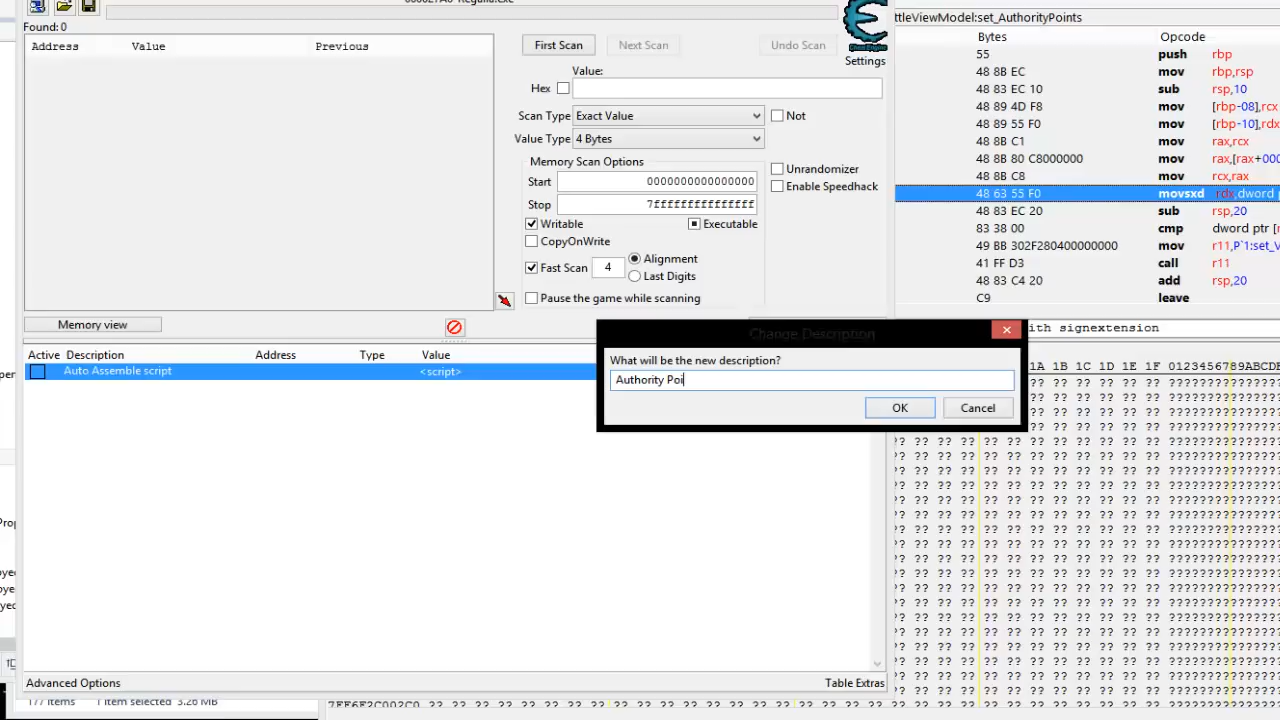 Found: 0
Address Value Previous
First Scan Next Scan Undo Scan
Settings
Value:
Hex
Scan Type Exact Value Not
Value Type 4 Bytes
Memory Scan Options
Start 0000000000000000
Stop 7fffffffffffffff
Unrandomizer
Enable Speedhack
Writable Executable
CopyOnWrite
Fast Scan 4 Alignment
Last Digits
Pause the game while scanning
Memory view
Active Description Address Type Value
Auto Assemble script <script>
Advanced Options Table Extras
177 items 1 item selected 3.26 MB
ttleViewModel:set_AuthorityPoints
Bytes Opcode
55 push rbp
48 8B EC mov rbp,rsp
48 83 EC 10 sub rsp,10
48 89 4D F8 mov [rbp-08],rcx
48 89 55 F0 mov [rbp-10],rdx
48 8B C1 mov rax,rcx
48 8B 80 C8000000 mov rax,[rax+000
48 8B C8 mov rcx,rax
48 63 55 F0 movsxd rdx,dword p
48 83 EC 20 sub rsp,20
83 38 00 cmp dword ptr [r
49 BB 302F280400000000 mov r11,P`1:set_V
41 FF D3 call r11
48 83 C4 20 add rsp,20
C9 leave
Change Description
What will be the new description?
Authority Poi
OK Cancel
ith signextension
1A 1B 1C 1D 1E 1F 0123456789ABCDE